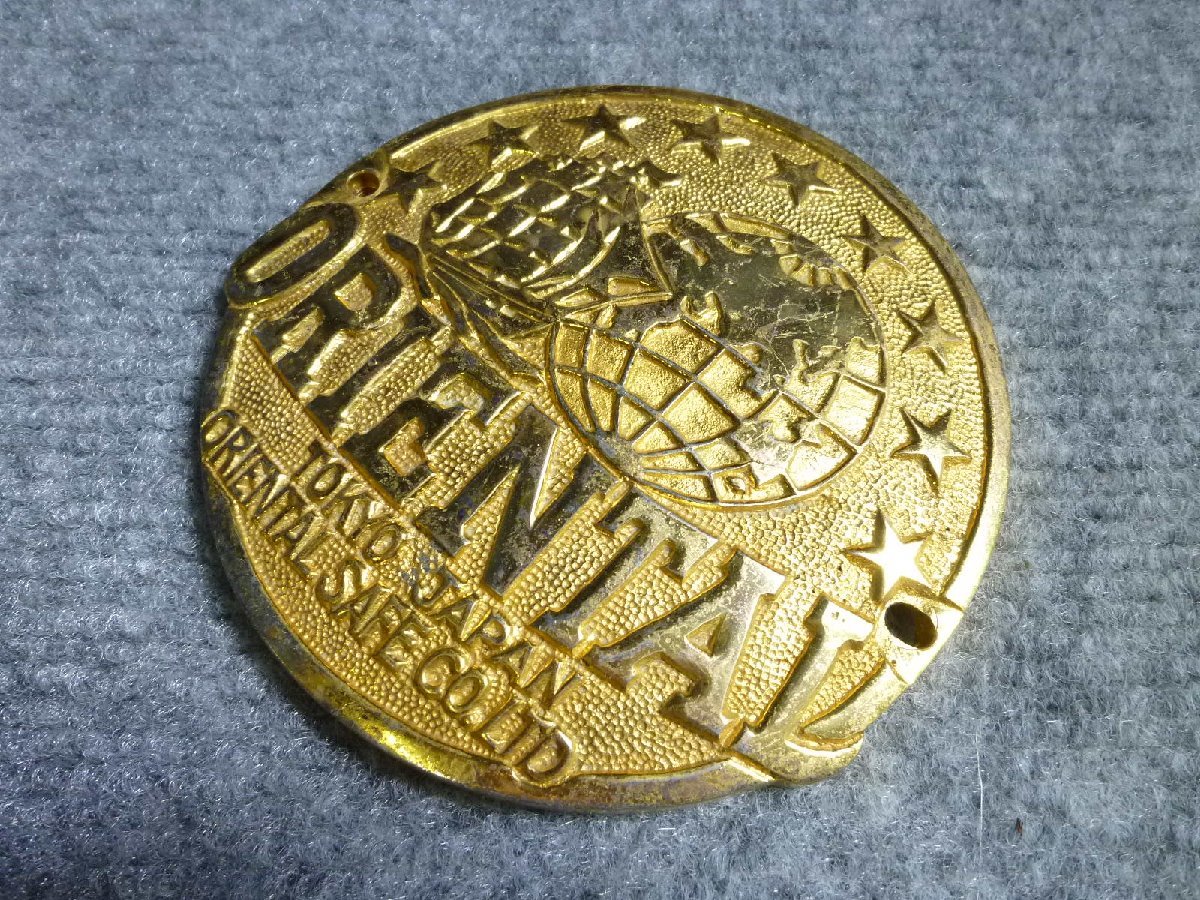 ORIENTAL
TOKYO JAPAN
ORIENTAL SAFE CO. LTD